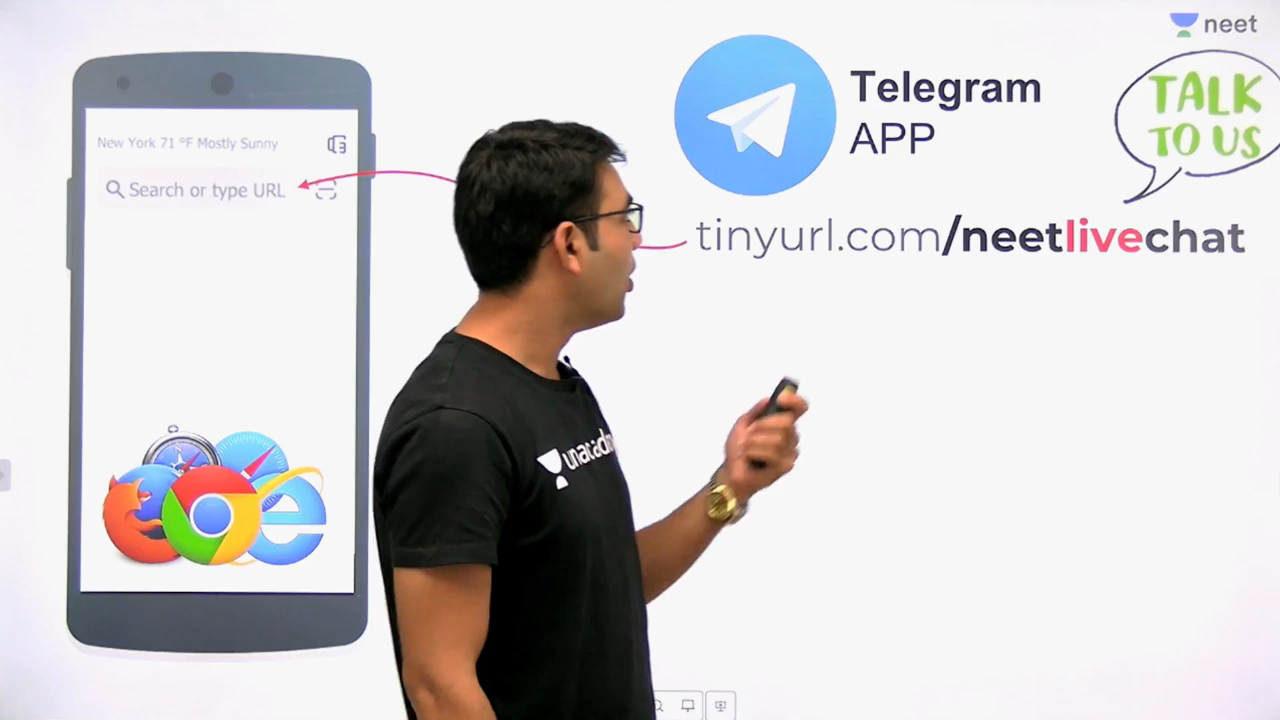 neet
TALK
TO US
Telegram
APP
tinyurl.com/neetlivechat
New York 71 °F Mostly Sunny
Search or type URL